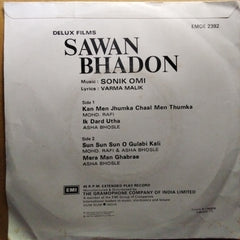 DELUX FILMS
EMGE 2392
SAWAN
BHADON
Music : SONIK OMI
Lyrics : VARMA MALIK
Side 1
Kan Men Jhumka Chaal Men Thumka
MOHD. RAFI
Ik Dard Utha
ASHA BHOSLE
Side 2
Sun Sun Sun O Gulabi Kali
MOHD. RAFI & ASHA BHOSLE
Mera Man Ghabrae
ASHA BHOSLE
EMI
45 R.P.M. EXTENDED PLAY RECORD
THE GRAMOPHONE COMPANY OF INDIA LIMITED